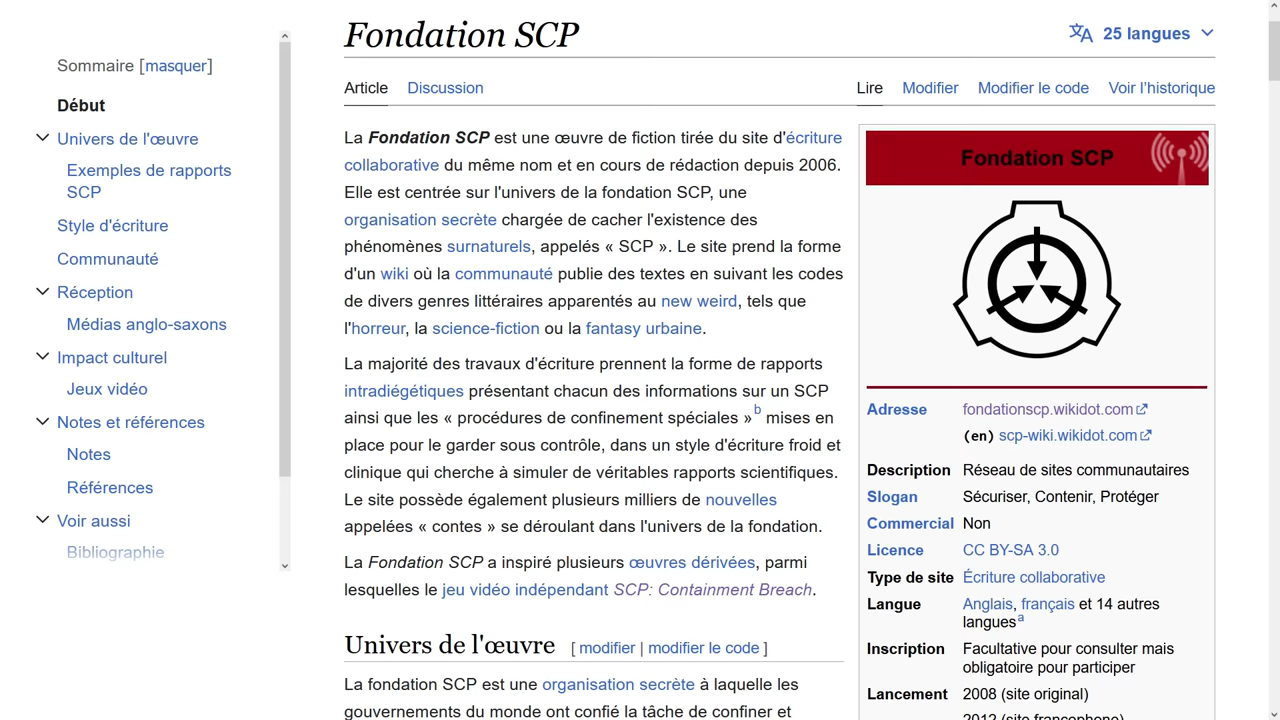 Sommaire [masquer]
Début
Univers de l'œuvre
Exemples de rapports
SCP
Style d'écriture
Communauté
Réception
Médias anglo-saxons
Impact culturel
Jeux vidéo
Notes et références
Notes
Références
Voir aussi
Bibliographie
Fondation SCP
25 langues
Article Discussion
Lire Modifier Modifier le code Voir l’historique
La Fondation SCP est une œuvre de fiction tirée du site d'écriture
collaborative du même nom et en cours de rédaction depuis 2006.
Elle est centrée sur l'univers de la fondation SCP, une
organisation secrète chargée de cacher l'existence des
phénomènes surnaturels, appelés « SCP ». Le site prend la forme
d'un wiki où la communauté publie des textes en suivant les codes
de divers genres littéraires apparentés au new weird, tels que
l'horreur, la science-fiction ou la fantasy urbaine.
La majorité des travaux d'écriture prennent la forme de rapports
intradiégétiques présentant chacun des informations sur un SCP
ainsi que les « procédures de confinement spéciales »b mises en
place pour le garder sous contrôle, dans un style d'écriture froid et
clinique qui cherche à simuler de véritables rapports scientifiques.
Le site possède également plusieurs milliers de nouvelles
appelées « contes » se déroulant dans l'univers de la fondation.
La Fondation SCP a inspiré plusieurs œuvres dérivées, parmi
lesquelles le jeu vidéo indépendant SCP: Containment Breach.
Univers de l'œuvre [ modifier | modifier le code ]
La fondation SCP est une organisation secrète à laquelle les
gouvernements du monde ont confié la tâche de confiner et
Fondation SCP
Adresse fondationscp.wikidot.com
(en) scp-wiki.wikidot.com
Description Réseau de sites communautaires
Slogan Sécuriser, Contenir, Protéger
Commercial Non
Licence CC BY-SA 3.0
Type de site Écriture collaborative
Langue Anglais, français et 14 autres
languesa
Inscription Facultative pour consulter mais
obligatoire pour participer
Lancement 2008 (site original)
2012 (site francophone)